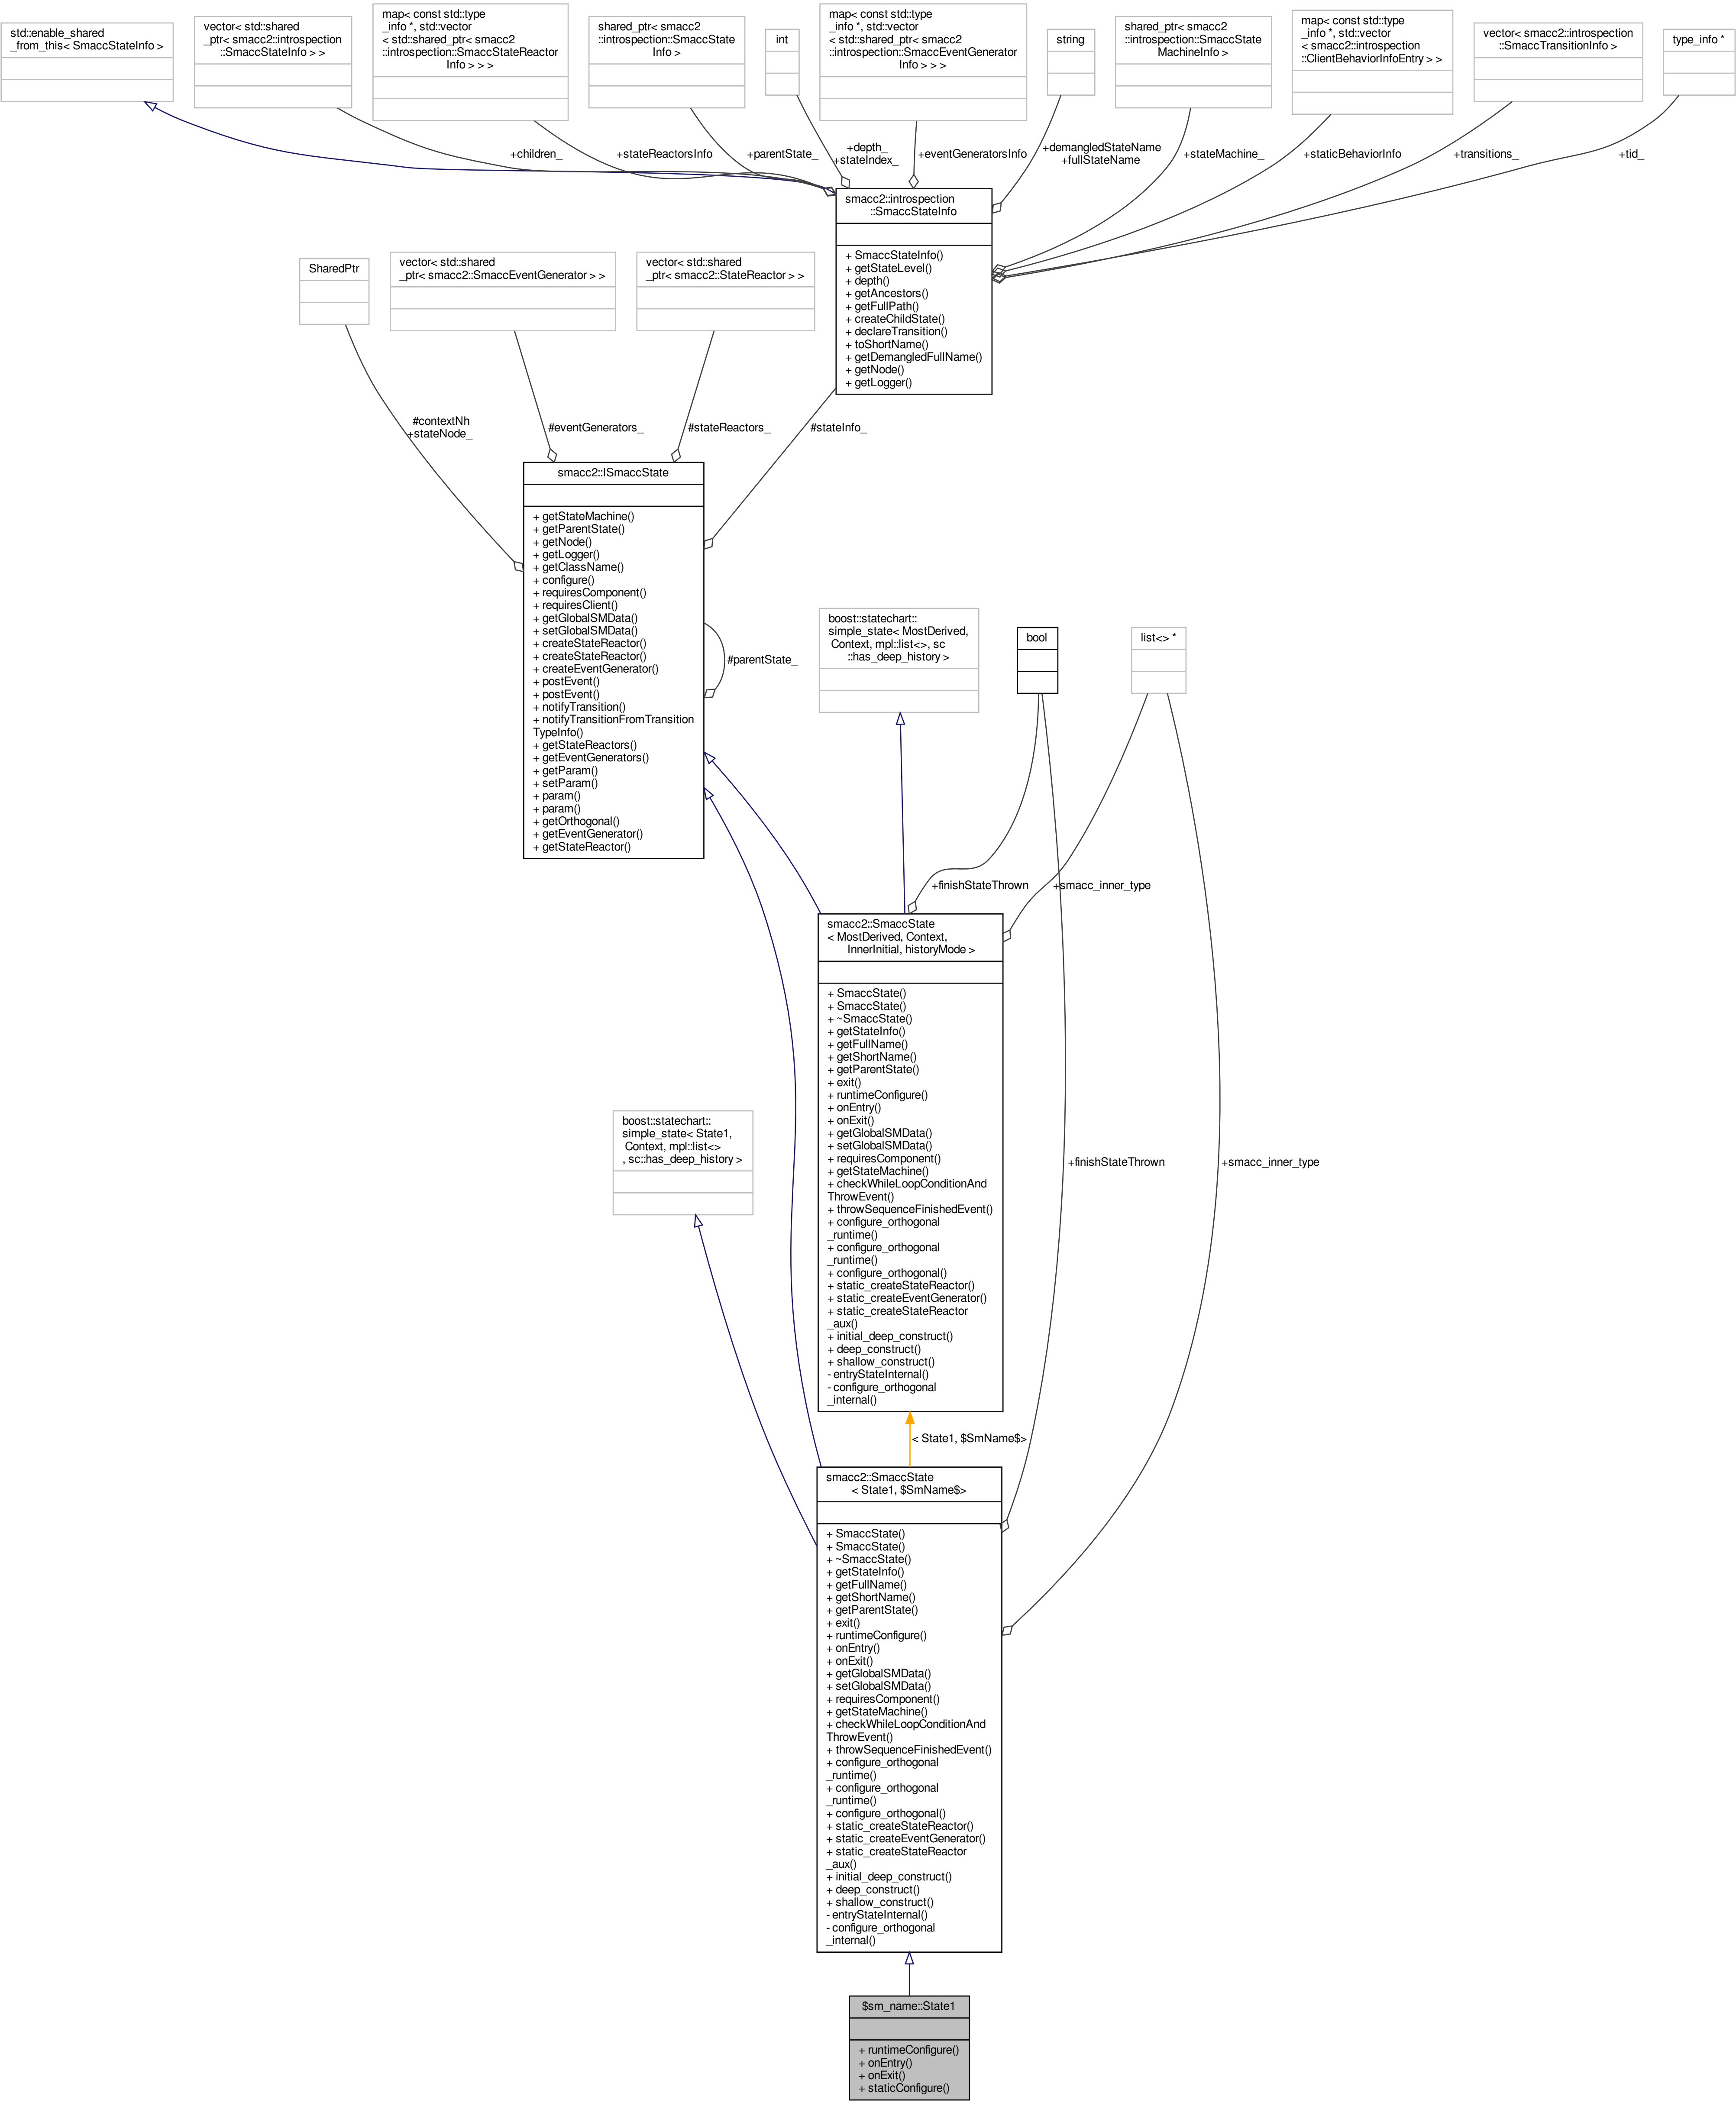 std::enable_shared
_from_this< SmaccStateInfo >
vector< std::shared
_ptr< smacc2::introspection
::SmaccStateInfo > >
map< const std::type
_info *, std::vector
< std::shared_ptr< smacc2
::introspection::SmaccStateReactor
Info > > >
shared_ptr< smacc2
::introspection::SmaccState
Info >
int
map< const std::type
_info *, std::vector
< std::shared_ptr< smacc2
::introspection::SmaccEventGenerator
Info > > >
string
shared_ptr< smacc2
::introspection::SmaccState
MachineInfo >
map< const std::type
_info *, std::vector
< smacc2::introspection
::ClientBehaviorInfoEntry > >
vector< smacc2::introspection
::SmaccTransitionInfo >
type_info *
+children_
+stateReactorsInfo
+parentState_
+depth_
+stateIndex_
+eventGeneratorsInfo
+demangledStateName
+fullStateName
+stateMachine_
+staticBehaviorInfo
+transitions_
+tid_
smacc2::introspection
::SmaccStateInfo
+ SmaccStateInfo()
+ getStateLevel()
+ depth()
+ getAncestors()
+ getFullPath()
+ createChildState()
+ declareTransition()
+ toShortName()
+ getDemangledFullName()
+ getNode()
+ getLogger()
SharedPtr
vector< std::shared
_ptr< smacc2::SmaccEventGenerator > >
vector< std::shared
_ptr< smacc2::StateReactor > >
#contextNh
+stateNode_
#eventGenerators_
#stateReactors_
#stateInfo_
smacc2::ISmaccState
+ getStateMachine()
+ getParentState()
+ getNode()
+ getLogger()
+ getClassName()
+ configure()
+ requiresComponent()
+ requiresClient()
+ getGlobalSMData()
+ setGlobalSMData()
+ createStateReactor()
+ createStateReactor()
+ createEventGenerator()
+ postEvent()
+ postEvent()
+ notifyTransition()
+ notifyTransitionFromTransition
TypeInfo()
+ getStateReactors()
+ getEventGenerators()
+ getParam()
+ setParam()
+ param()
+ param()
+ getOrthogonal()
+ getEventGenerator()
+ getStateReactor()
#parentState_
boost::statechart::
simple_state< MostDerived,
Context, mpl::list<>, sc
::has_deep_history >
bool
list<> *
+finishStateThrown
+smacc_inner_type
smacc2::SmaccState
< MostDerived, Context,
InnerInitial, historyMode >
+ SmaccState()
+ SmaccState()
+ ~SmaccState()
+ getStateInfo()
+ getFullName()
+ getShortName()
+ getParentState()
+ exit()
+ runtimeConfigure()
+ onEntry()
+ onExit()
+ getGlobalSMData()
+ setGlobalSMData()
+ requiresComponent()
+ getStateMachine()
+ checkWhileLoopConditionAnd
ThrowEvent()
+ throwSequenceFinishedEvent()
+ configure_orthogonal
_runtime()
+ configure_orthogonal
_runtime()
+ configure_orthogonal()
+ static_createStateReactor()
+ static_createEventGenerator()
+ static_createStateReactor
_aux()
+ initial_deep_construct()
+ deep_construct()
+ shallow_construct()
- entryStateInternal()
- configure_orthogonal
_internal()
boost::statechart::
simple_state< State1,
Context, mpl::list<>
, sc::has_deep_history >
+finishStateThrown
+smacc_inner_type
< State1, $SmName$>
smacc2::SmaccState
< State1, $SmName$>
+ SmaccState()
+ SmaccState()
+ ~SmaccState()
+ getStateInfo()
+ getFullName()
+ getShortName()
+ getParentState()
+ exit()
+ runtimeConfigure()
+ onEntry()
+ onExit()
+ getGlobalSMData()
+ setGlobalSMData()
+ requiresComponent()
+ getStateMachine()
+ checkWhileLoopConditionAnd
ThrowEvent()
+ throwSequenceFinishedEvent()
+ configure_orthogonal
_runtime()
+ configure_orthogonal
_runtime()
+ configure_orthogonal()
+ static_createStateReactor()
+ static_createEventGenerator()
+ static_createStateReactor
_aux()
+ initial_deep_construct()
+ deep_construct()
+ shallow_construct()
- entryStateInternal()
- configure_orthogonal
_internal()
$sm_name::State1
+ runtimeConfigure()
+ onEntry()
+ onExit()
+ staticConfigure()